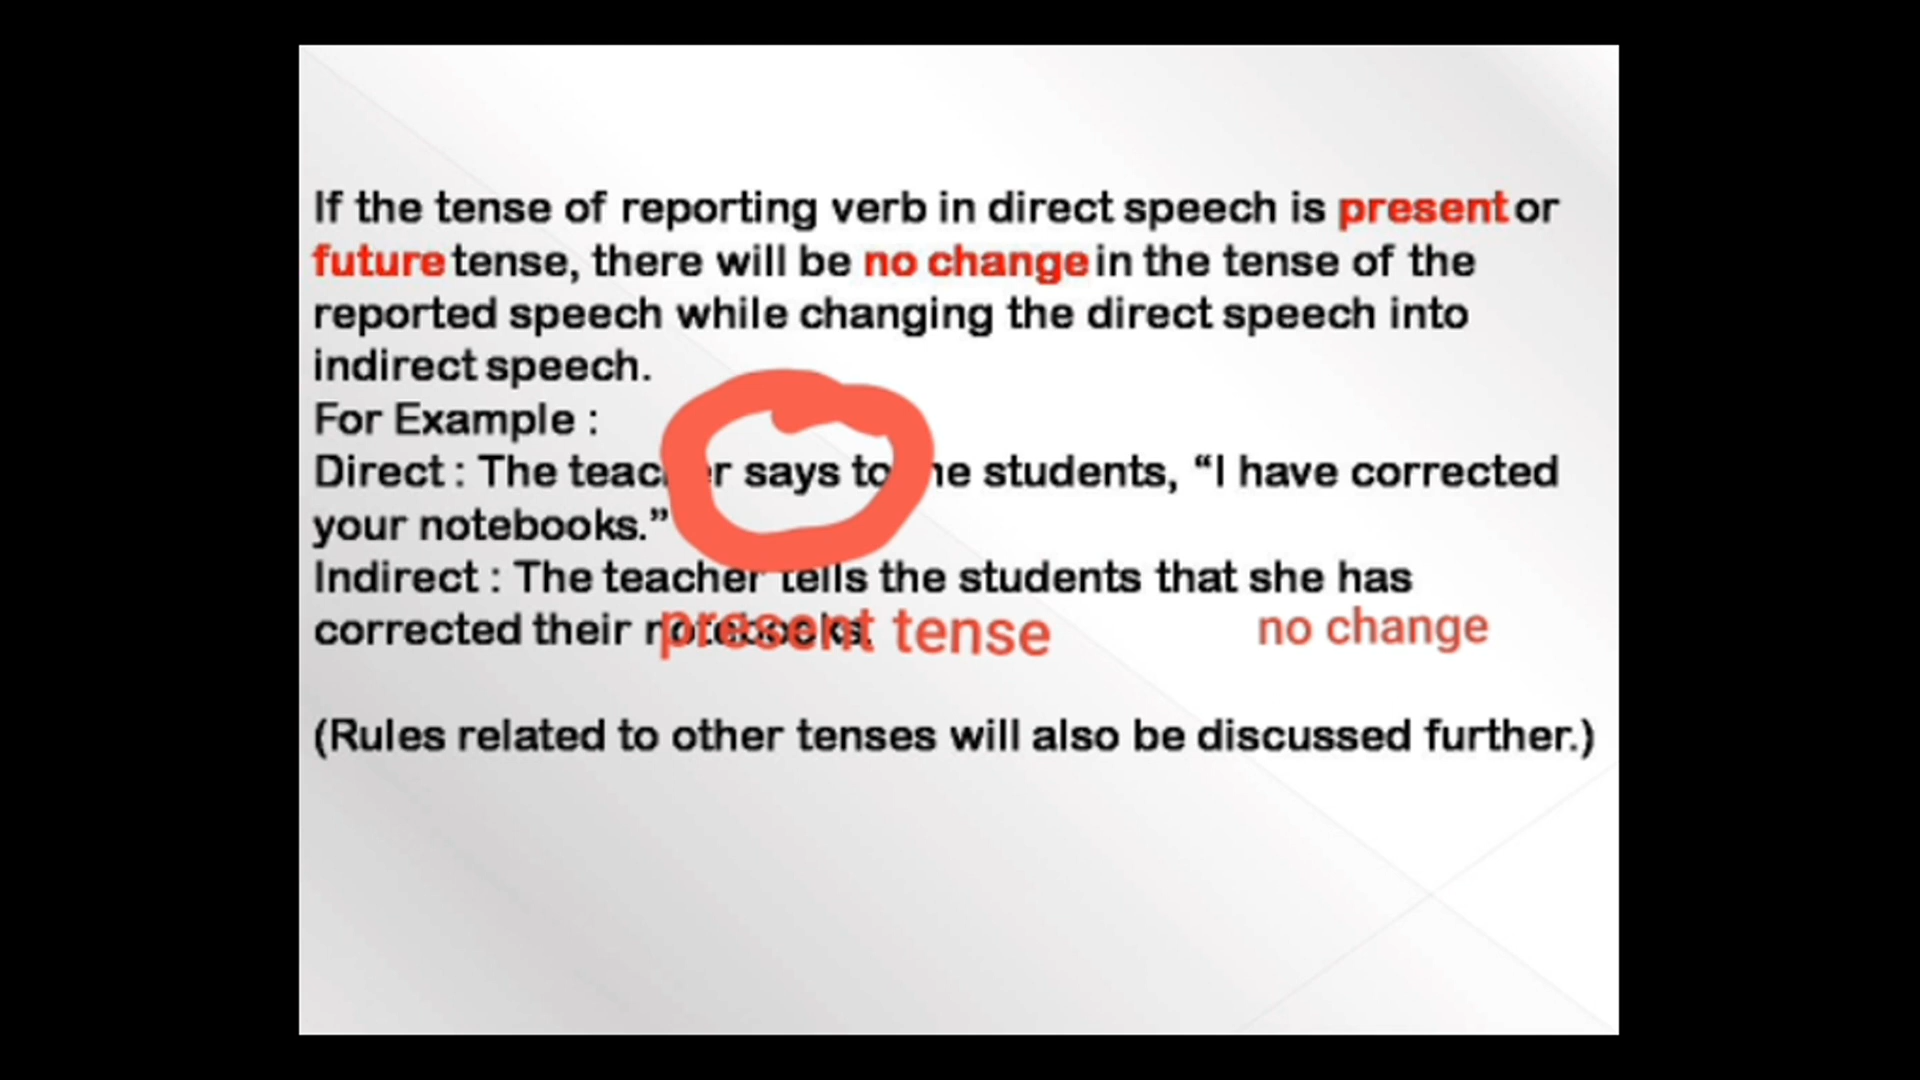 If the tense of reporting verb in direct speech is present or
future tense, there will be no change in the tense of the
reported speech while changing the direct speech into
indirect speech.
For Example :
Direct : The teacher says to the students, “I have corrected
your notebooks.”
Indirect : The teacher tells the students that she has
corrected their notebooks.
present tense
no change
(Rules related to other tenses will also be discussed further.)